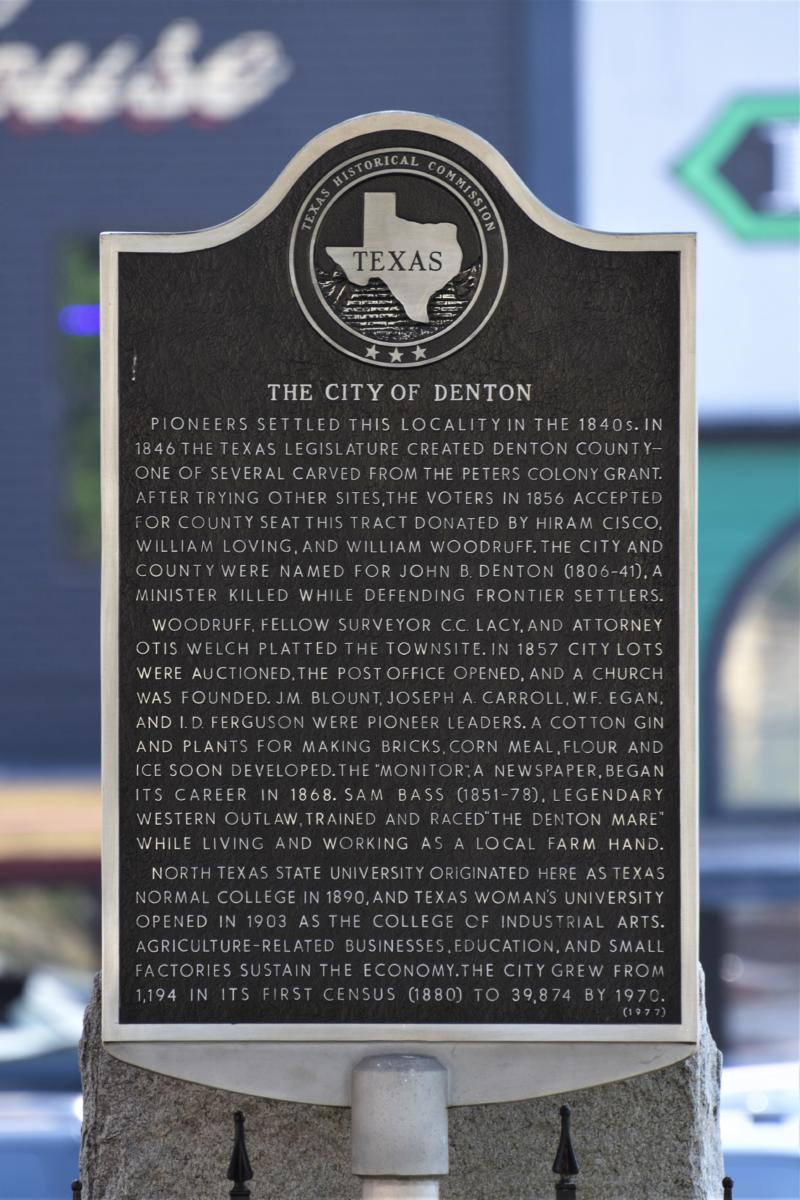 ouse
TEXAS HISTORICAL COMMISSION
TEXAS
THE CITY OF DENTON
PIONEERS SETTLED THIS LOCALITY IN THE 1840s. IN
1846 THE TEXAS LEGISLATURE CREATED DENTON COUNTY—
ONE OF SEVERAL CARVED FROM THE PETERS COLONY GRANT.
AFTER TRYING OTHER SITES, THE VOTERS IN 1856 ACCEPTED
FOR COUNTY SEAT THIS TRACT DONATED BY HIRAM CISCO,
WILLIAM LOVING, AND WILLIAM WOODRUFF. THE CITY AND
COUNTY WERE NAMED FOR JOHN B. DENTON (1806-41), A
MINISTER KILLED WHILE DEFENDING FRONTIER SETTLERS.
WOODRUFF, FELLOW SURVEYOR C.C. LACY, AND ATTORNEY
OTIS WELCH PLATTED THE TOWNSITE. IN 1857 CITY LOTS
WERE AUCTIONED, THE POST OFFICE OPENED, AND A CHURCH
WAS FOUNDED. J.M. BLOUNT, JOSEPH A. CARROLL, W.F. EGAN,
AND I.D. FERGUSON WERE PIONEER LEADERS. A COTTON GIN
AND PLANTS FOR MAKING BRICKS, CORN MEAL, FLOUR AND
ICE SOON DEVELOPED. THE "MONITOR", A NEWSPAPER, BEGAN
ITS CAREER IN 1868. SAM BASS (1851-78), LEGENDARY
WESTERN OUTLAW, TRAINED AND RACED "THE DENTON MARE"
WHILE LIVING AND WORKING AS A LOCAL FARM HAND.
NORTH TEXAS STATE UNIVERSITY ORIGINATED HERE AS TEXAS
NORMAL COLLEGE IN 1890, AND TEXAS WOMAN'S UNIVERSITY
OPENED IN 1903 AS THE COLLEGE OF INDUSTRIAL ARTS.
AGRICULTURE-RELATED BUSINESSES, EDUCATION, AND SMALL
FACTORIES SUSTAIN THE ECONOMY. THE CITY GREW FROM
1,194 IN ITS FIRST CENSUS (1880) TO 39,874 BY 1970.
(1977)